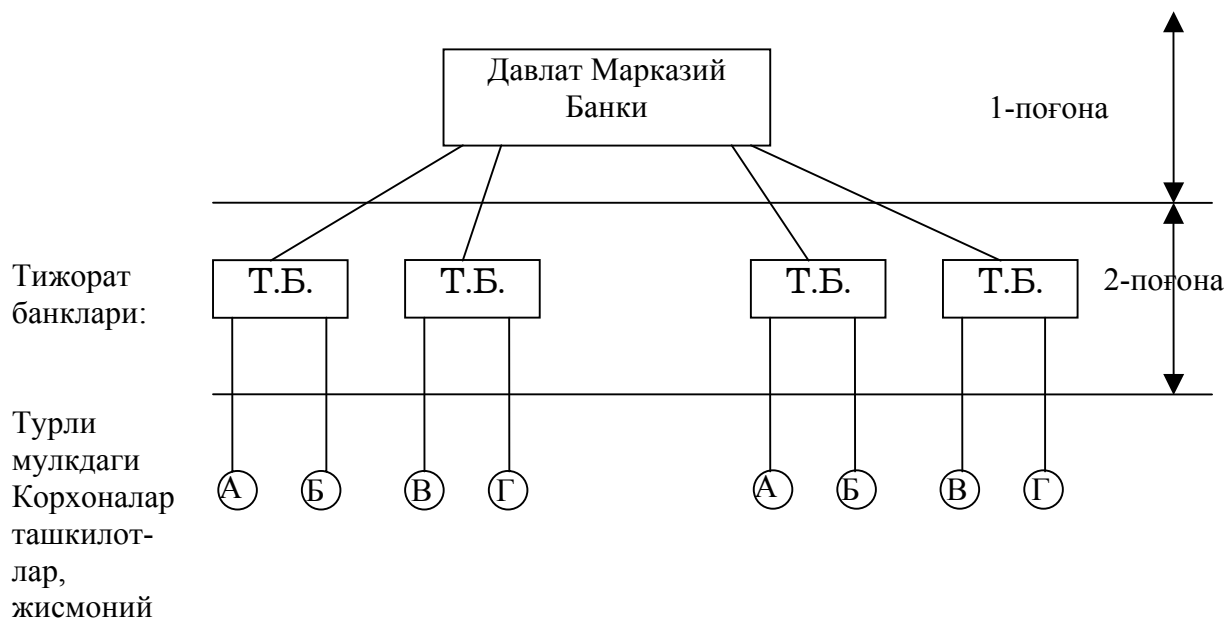 Давлат Марказий
Банки
1-поғона
Тижорат
банклари:
Т.Б. Т.Б. Т.Б. Т.Б.
2-поғона
Турли
мулкдаги
Корхоналар
ташкилот-
лар,
жисмоний
А Б В Г А Б В Г